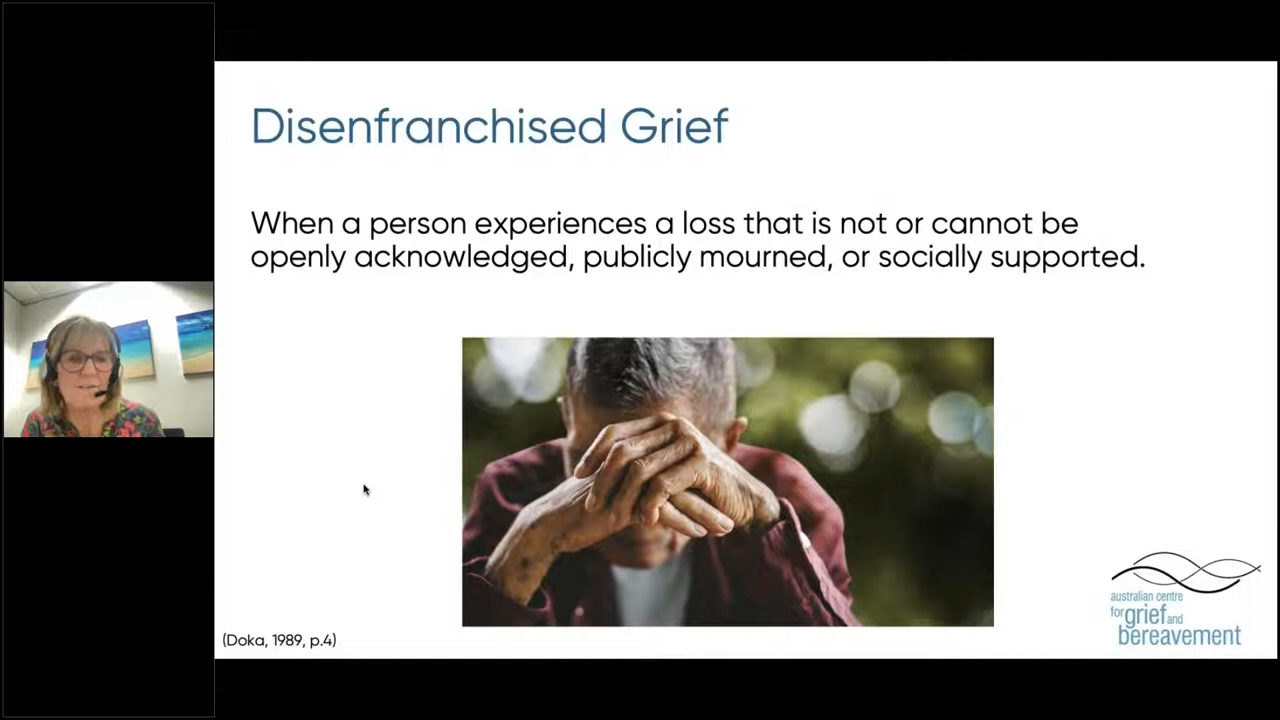 Disenfranchised Grief
When a person experiences a loss that is not or cannot be
openly acknowledged, publicly mourned, or socially supported.
(Doka, 1989, p.4)
australian centre
for grief and
bereavement